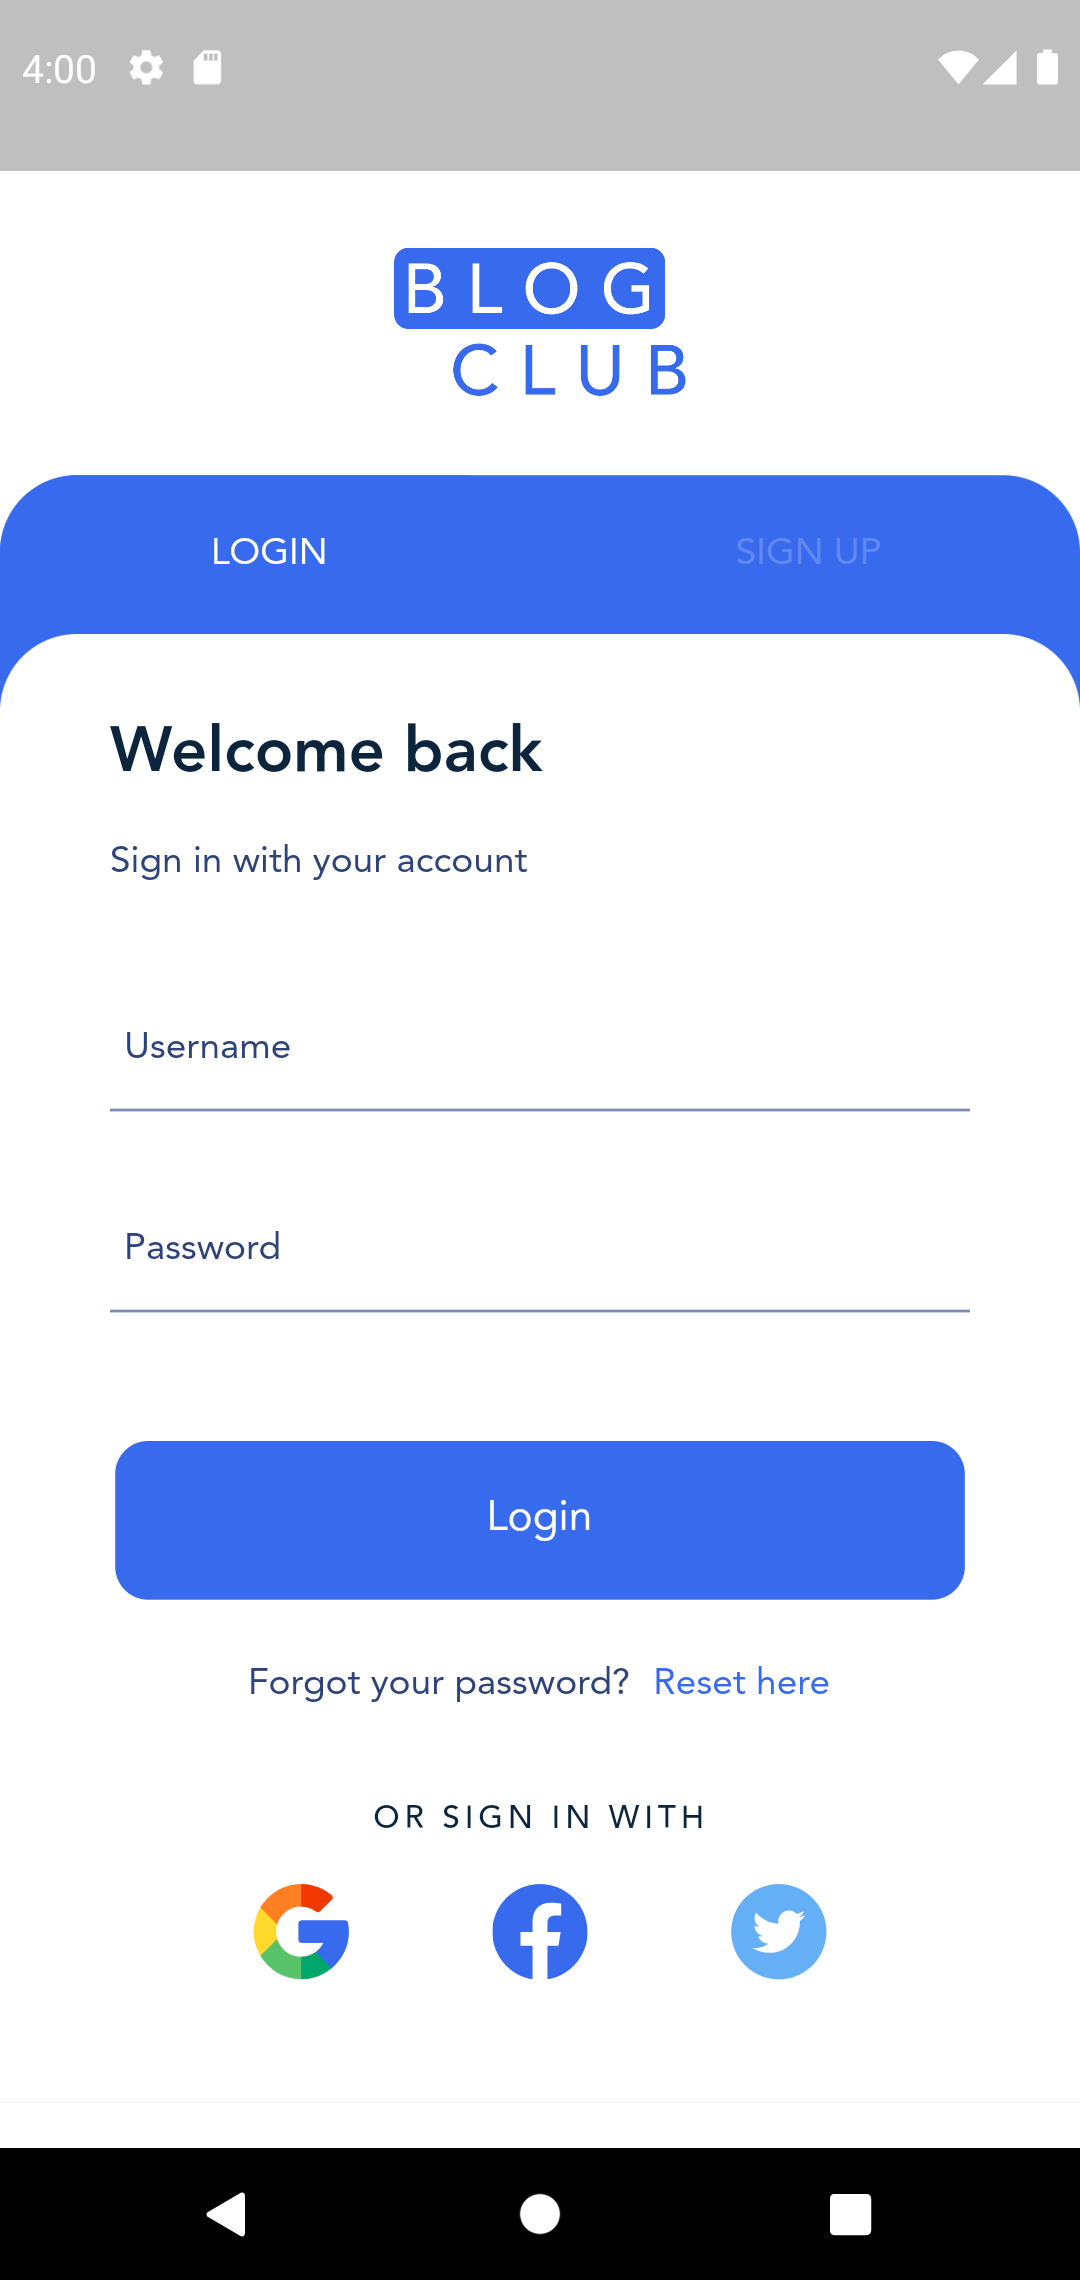 4:00
BLOG
CLUB
LOGIN SIGN UP
Welcome back
Sign in with your account
Username
Password
Login
Forgot your password? Reset here
OR SIGN IN WITH